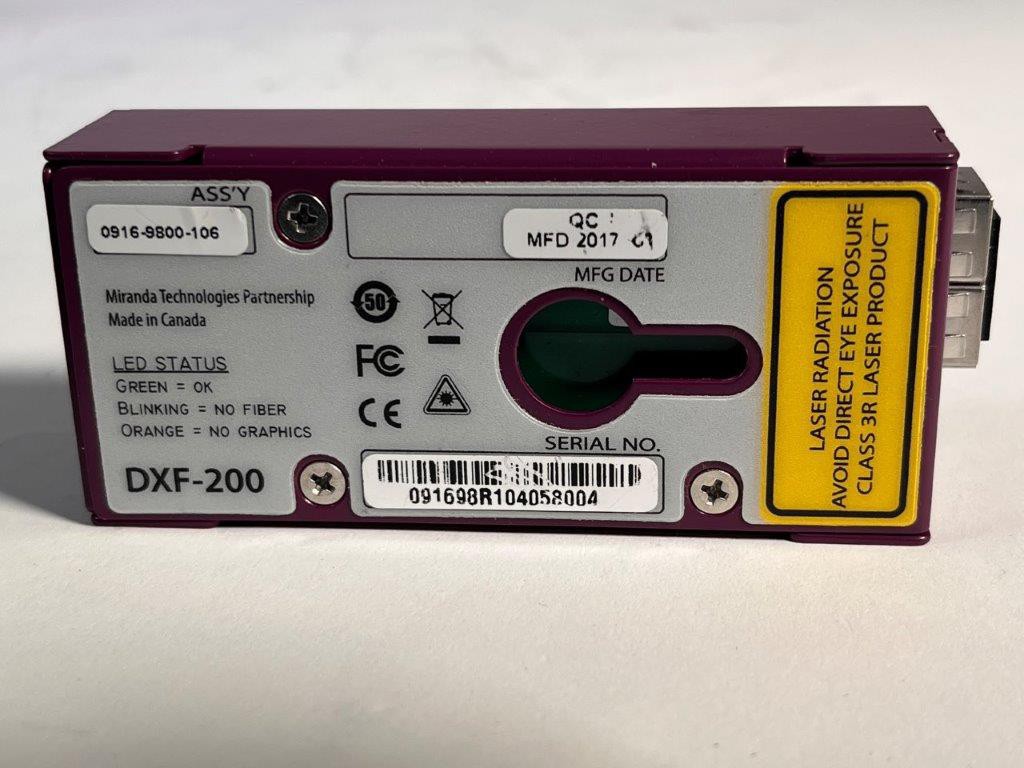 ASS'Y
0916-9800-106
QC
MFD 2017
MFG DATE
Miranda Technologies Partnership
Made in Canada
50
FC
CE
LED STATUS
GREEN = OK
BLINKING = NO FIBER
ORANGE = NO GRAPHICS
DXF-200
SERIAL NO.
091698R104058004
LASER RADIATION
AVOID DIRECT EYE EXPOSURE
CLASS 3R LASER PRODUCT